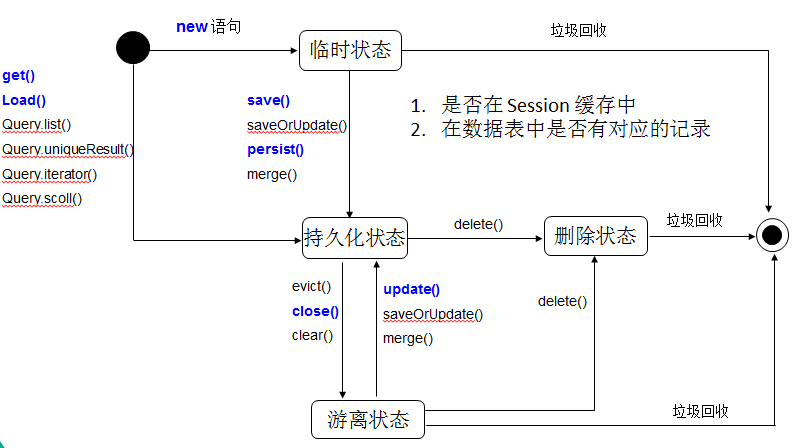 new 语句
临时状态
垃圾回收
get()
Load()
Query.list()
Query.uniqueResult()
Query.iterator()
Query.scoll()
save()
saveOrUpdate()
persist()
merge()
1. 是否在 Session 缓存中
2. 在数据表中是否有对应的记录
持久化状态
delete()
删除状态
垃圾回收
evict()
close()
clear()
update()
saveOrUpdate()
merge()
delete()
游离状态
垃圾回收